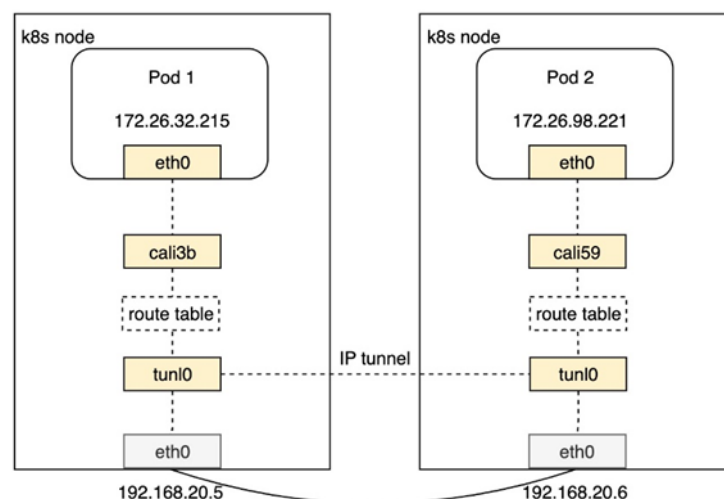 k8s node
Pod 1
172.26.32.215
eth0
cali3b
route table
tunl0
eth0
192.168.20.5
IP tunnel
k8s node
Pod 2
172.26.98.221
eth0
cali59
route table
tunl0
eth0
192.168.20.6